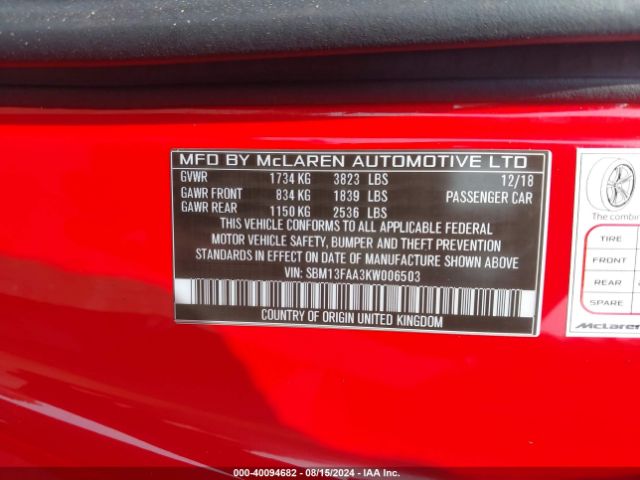 MFD BY McLAREN AUTOMOTIVE LTD
GVWR 1734 KG 3823 LBS 12/18
GAWR FRONT 834 KG 1839 LBS PASSENGER CAR
GAWR REAR 1150 KG 2536 LBS
THIS VEHICLE CONFORMS TO ALL APPLICABLE FEDERAL
MOTOR VEHICLE SAFETY, BUMPER AND THEFT PREVENTION
STANDARDS IN EFFECT ON DATE OF MANUFACTURE SHOWN ABOVE
VIN: SBM13FAA3KW006503
COUNTRY OF ORIGIN UNITED KINGDOM
The combin
TIRE
FRONT
REAR
SPARE
McLaren
000-40094682 - 08/15/2024 - IAA Inc.